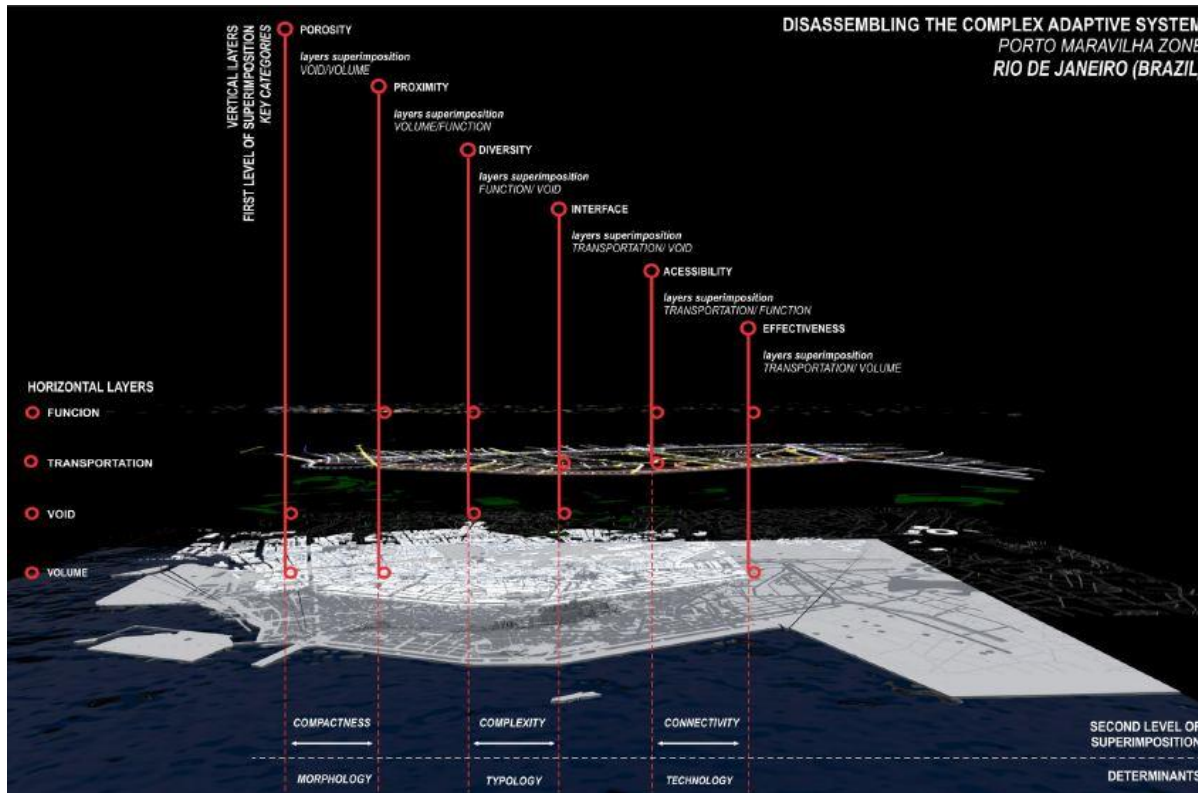 DISASSEMBLING THE COMPLEX ADAPTIVE SYSTEM
PORTO MARAVILHA ZONE
RIO DE JANEIRO (BRAZIL)
VERTICAL LAYERS
FIRST LEVEL OF SUPERIMPOSITION
KEY CATEGORIES
POROSITY
layers superimposition
VOID/VOLUME
PROXIMITY
layers superimposition
VOLUME/FUNCTION
DIVERSITY
layers superimposition
FUNCTION/ VOID
INTERFACE
layers superimposition
TRANSPORTATION/ VOID
ACESSIBILITY
layers superimposition
TRANSPORTATION/ FUNCTION
EFFECTIVENESS
layers superimposition
TRANSPORTATION/ VOLUME
HORIZONTAL LAYERS
FUNCION
TRANSPORTATION
VOID
VOLUME
COMPACTNESS
COMPLEXITY
CONNECTIVITY
SECOND LEVEL OF
SUPERIMPOSITION
MORPHOLOGY
TYPOLOGY
TECHNOLOGY
DETERMINANTS